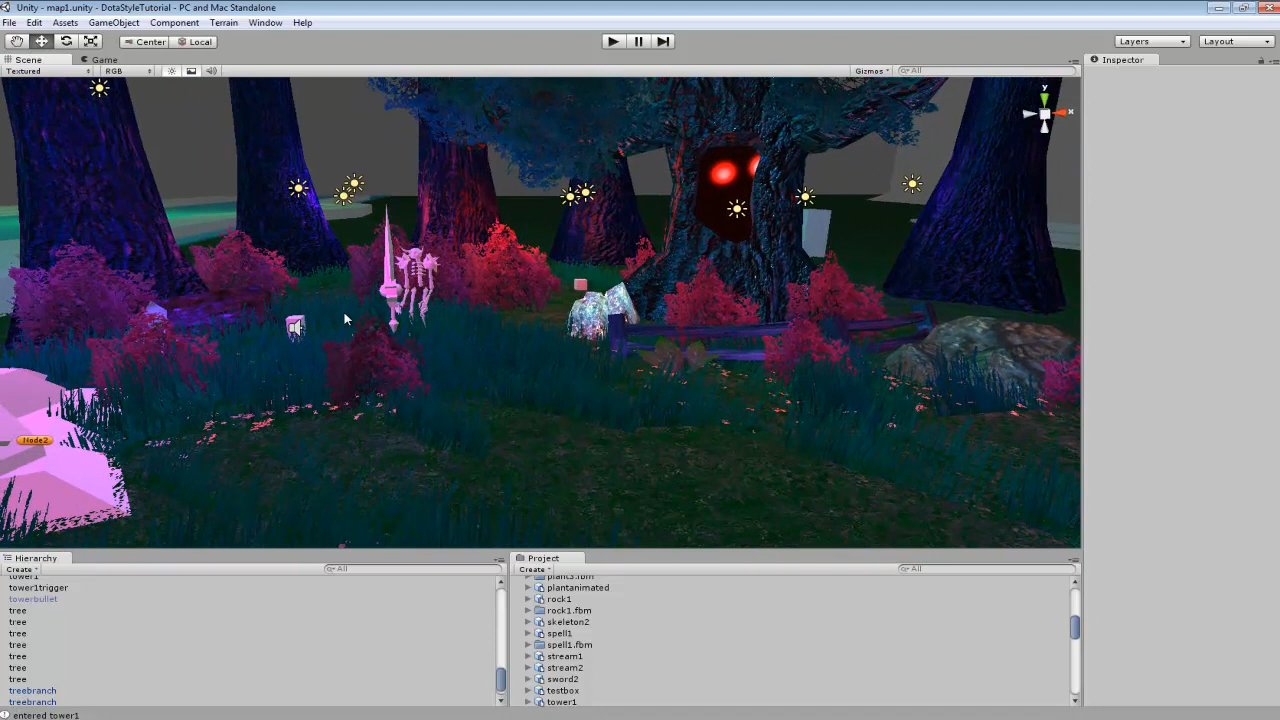 Unity - map1.unity - DotaStyleTutorial - PC and Mac Standalone
File Edit Assets GameObject Component Terrain Window Help
Center Local Layers Layout
Scene Game Inspector
Textured RGB Gizmos All
y
x
Node2
Hierarchy Project
Create All Create All
tower1 plant3.fbm
tower1trigger plantanimated
towerbullet rock1
tree rock1.fbm
tree skeleton2
tree spell1
tree spell1.fbm
tree stream1
tree stream2
tree sword2
treebranch testbox
treebranch tower1
entered tower1